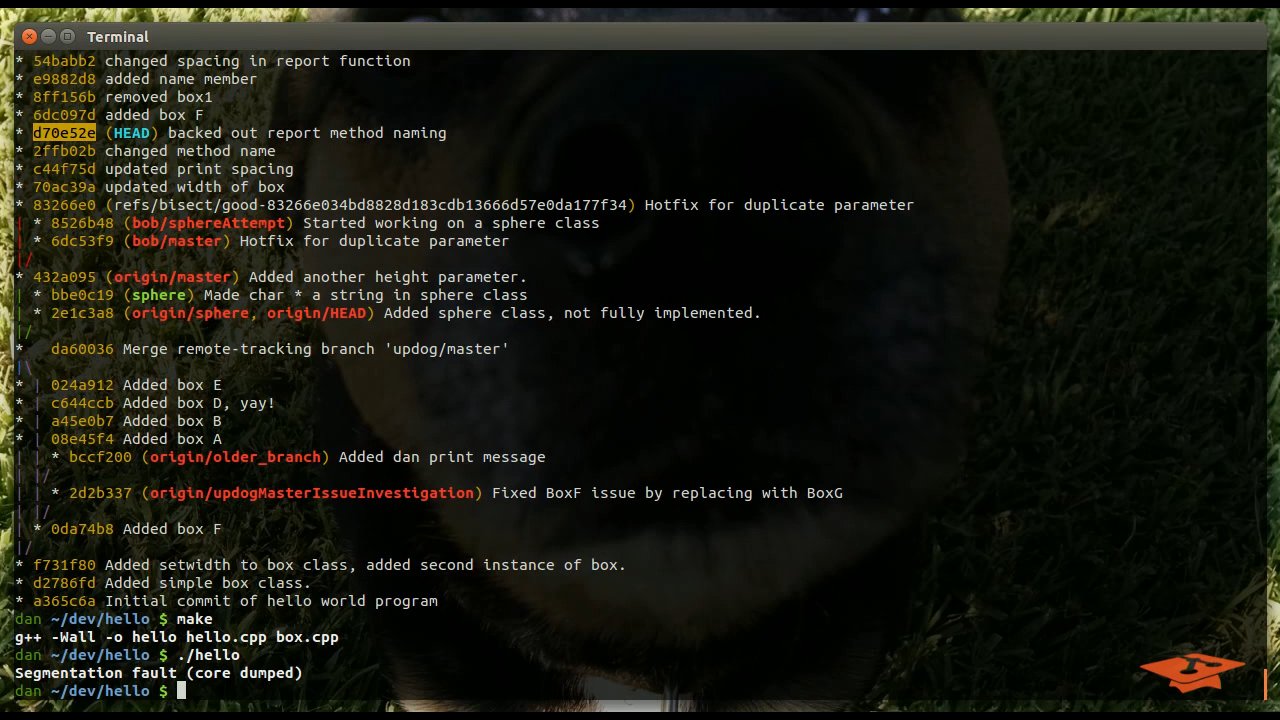 Terminal
* 54babb2 changed spacing in report function
* e9882d8 added name member
* 8ff156b removed box1
* 6dc097d added box F
* d70e52e (HEAD) backed out report method naming
* 2ffb02b changed method name
* c44f75d updated print spacing
* 70ac39a updated width of box
* 83266e0 (refs/bisect/good-83266e034bd8828d183cdb13666d57e0da177f34) Hotfix for duplicate parameter
| * 8526b48 (bob/sphereAttempt) Started working on a sphere class
| * 6dc53f9 (bob/master) Hotfix for duplicate parameter
|/
* 432a095 (origin/master) Added another height parameter.
| * bbe0c19 (sphere) Made char * a string in sphere class
| * 2e1c3a8 (origin/sphere, origin/HEAD) Added sphere class, not fully implemented.
|/
*   da60036 Merge remote-tracking branch 'updog/master'
|\
* | 024a912 Added box E
* | c644ccb Added box D, yay!
* | a45e0b7 Added box B
* | 08e45f4 Added box A
| | * bccf200 (origin/older_branch) Added dan print message
| |/
| | * 2d2b337 (origin/updogMasterIssueInvestigation) Fixed BoxF issue by replacing with BoxG
| |/
| * 0da74b8 Added box F
|/
* f731f80 Added setwidth to box class, added second instance of box.
* d2786fd Added simple box class.
* a365c6a Initial commit of hello world program
dan ~/dev/hello $ make
g++ -Wall -o hello hello.cpp box.cpp
dan ~/dev/hello $ ./hello
Segmentation fault (core dumped)
dan ~/dev/hello $